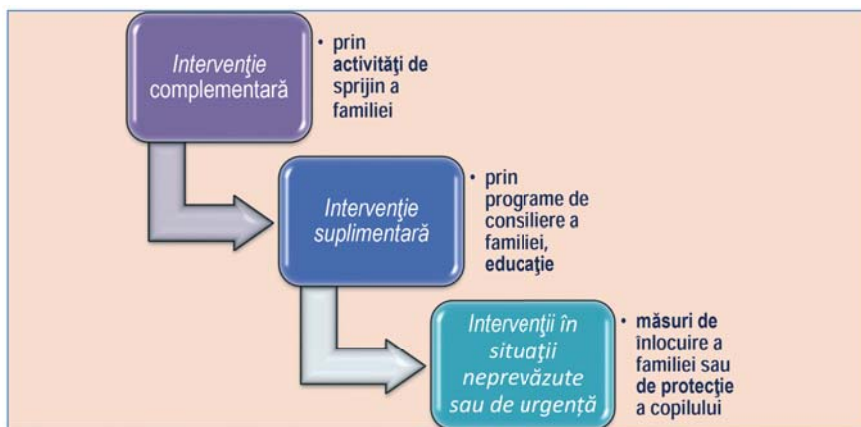 Intervenţie
complementară
• prin
activităţi de
sprijin a
familiei
Intervenţie
suplimentară
• prin
programe de
consiliere a
familiei,
educaţie
Intervenţii în
situaţii
neprevăzute
sau de urgență
• măsuri de
înlocuire a
familiei sau
de protecţie
a copilului